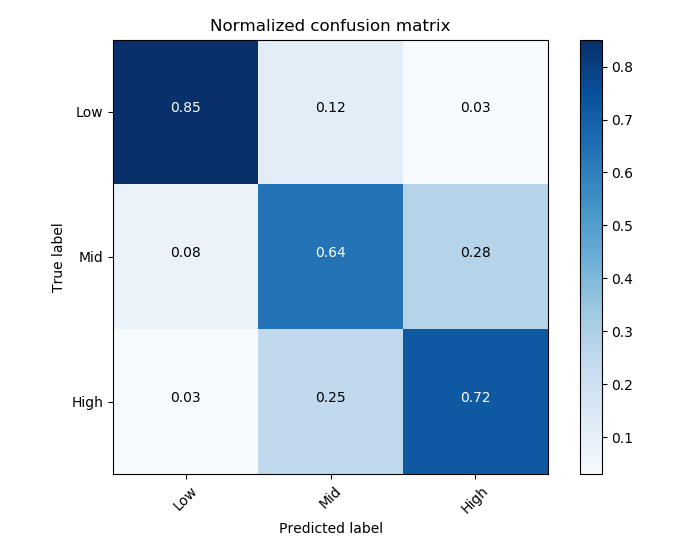 Normalized confusion matrix
True label
Low
0.85
0.12
0.03
Mid
0.08
0.64
0.28
High
0.03
0.25
0.72
Low
Mid
High
Predicted label
0.8
0.7
0.6
0.5
0.4
0.3
0.2
0.1